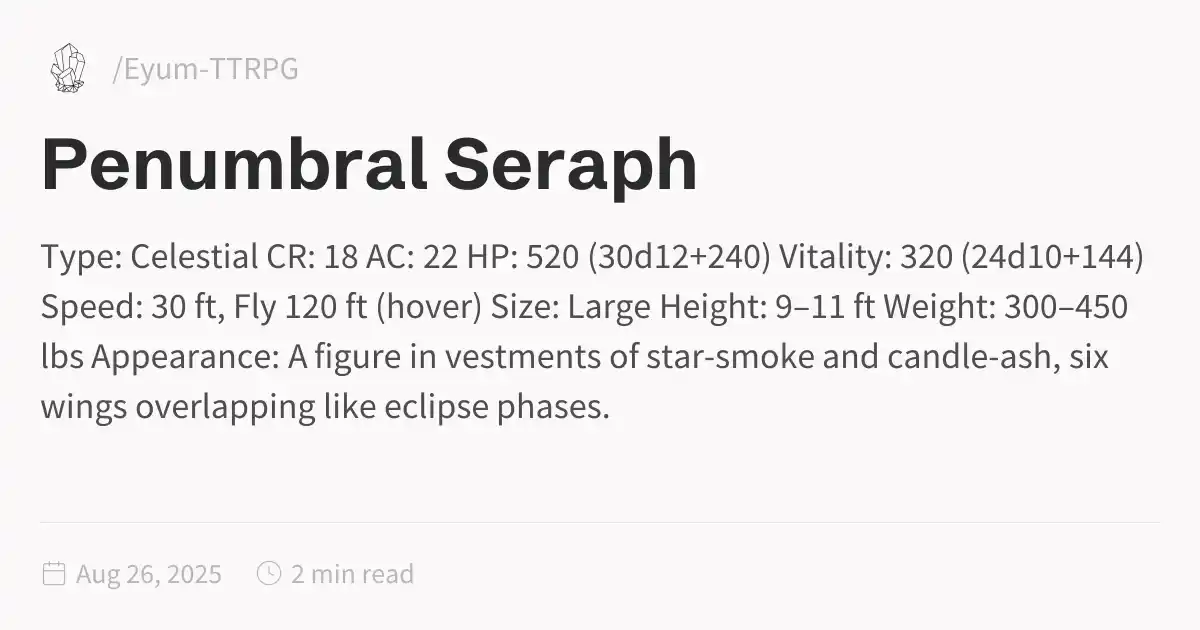 /Eyum-TTRPG
Penumbral Seraph
Type: Celestial CR: 18 AC: 22 HP: 520 (30d12+240) Vitality: 320 (24d10+144)
Speed: 30 ft, Fly 120 ft (hover) Size: Large Height: 9–11 ft Weight: 300–450
lbs Appearance: A figure in vestments of star-smoke and candle-ash, six
wings overlapping like eclipse phases.
Aug 26, 2025 2 min read